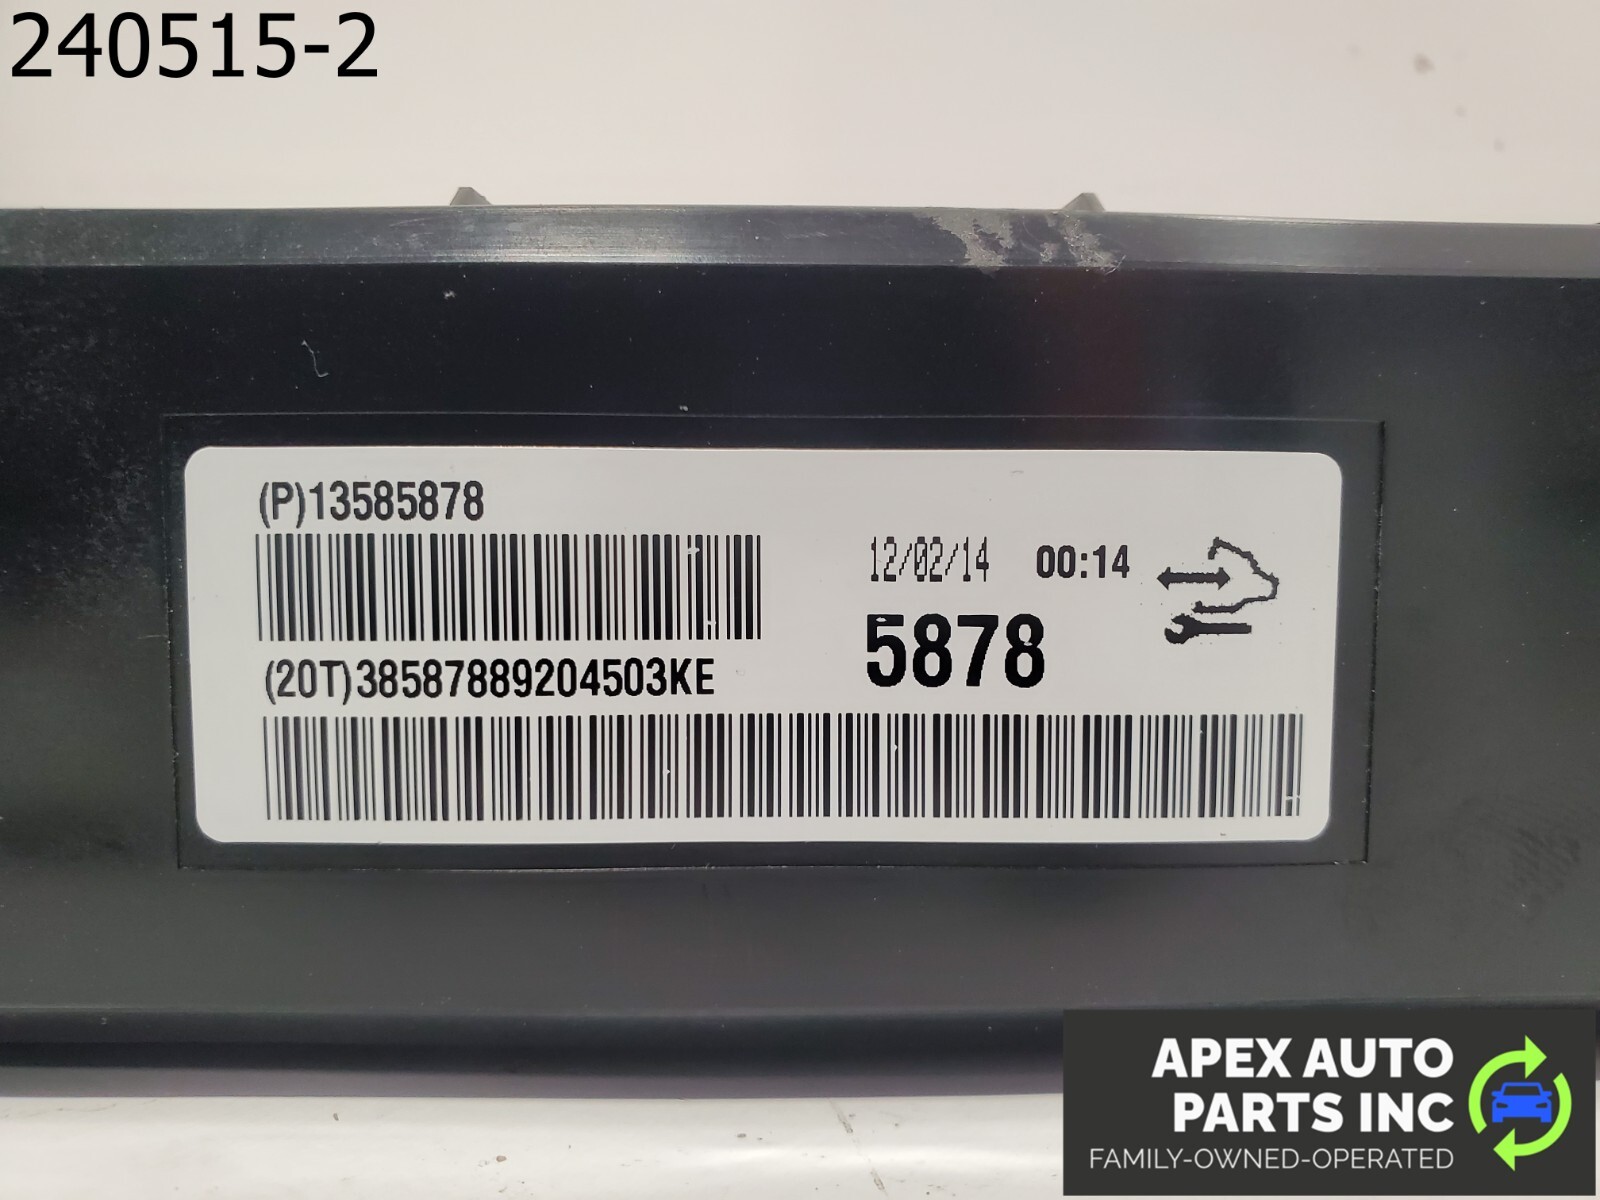 240515-2
(P)13585878
12/02/14 00:14
5878
(20T)38587889204503KE
APEX AUTO
PARTS INC
FAMILY-OWNED-OPERATED